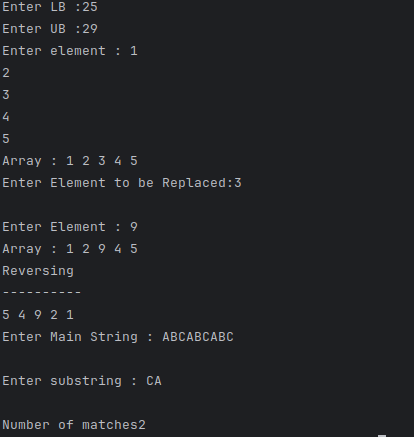 Enter LB :25
Enter UB :29
Enter element : 1
2
3
4
5
Array : 1 2 3 4 5
Enter Element to be Replaced:3
Enter Element : 9
Array : 1 2 9 4 5
Reversing
----------
5 4 9 2 1
Enter Main String : ABCABCABC
Enter substring : CA
Number of matches2